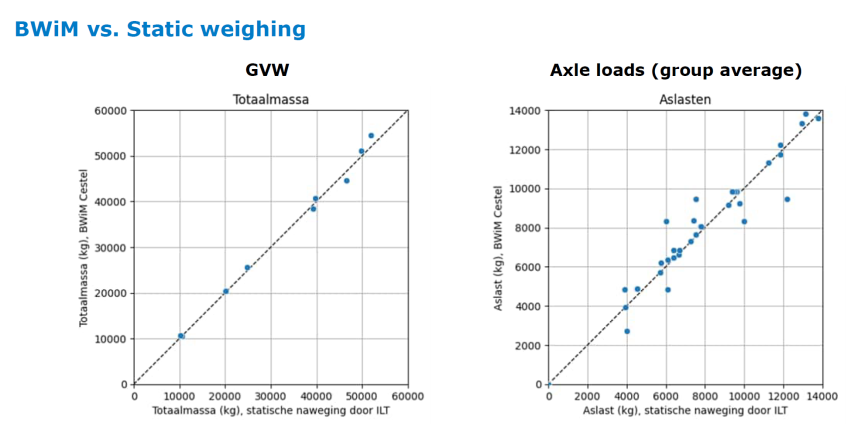 BWiM vs. Static weighing
GVW
Totaalmassa
60000
50000
40000
30000
20000
10000
0
0 10000 20000 30000 40000 50000 60000
Totaalmassa (kg), BWiM Cestel
Totaalmassa (kg), statische naweging door ILT
Axle loads (group average)
Aslasten
14000
12000
10000
8000
6000
4000
2000
0
0 2000 4000 6000 8000 10000 12000 14000
Aslast (kg), BWiM Cestel
Aslast (kg), statische naweging door ILT